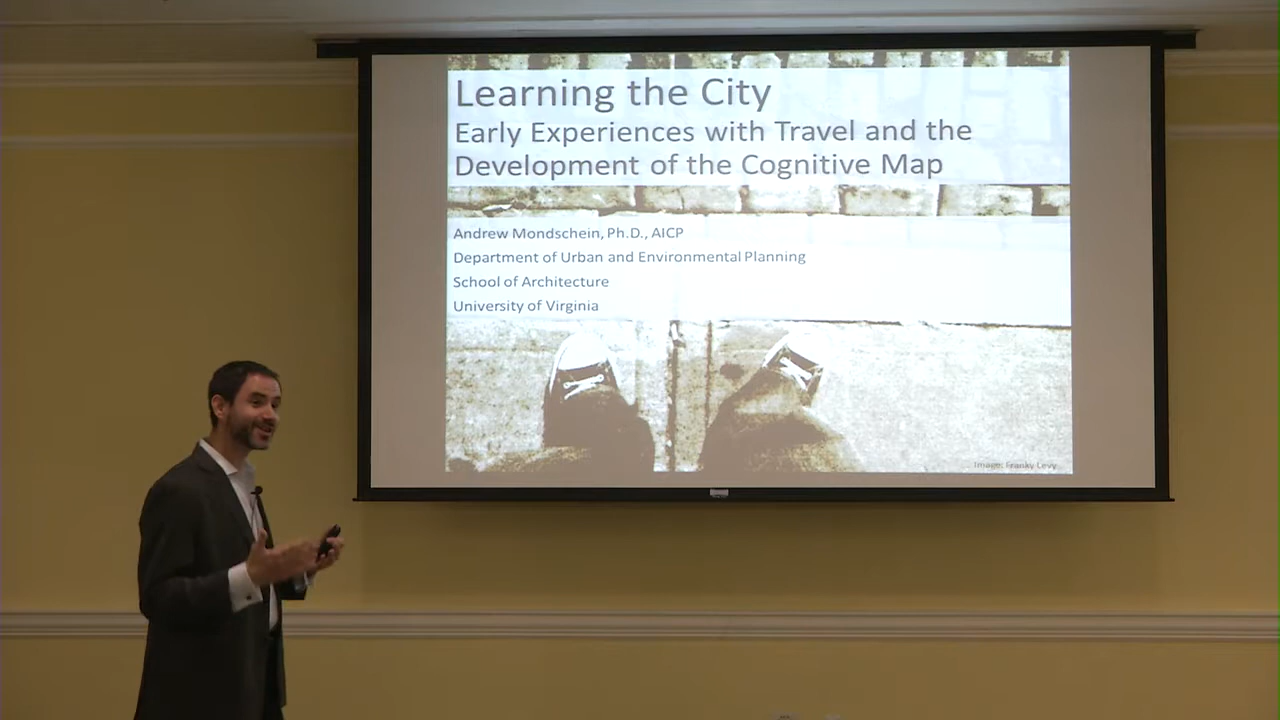 Learning the City
Early Experiences with Travel and the
Development of the Cognitive Map
Andrew Mondschein, Ph.D., AICP
Department of Urban and Environmental Planning
School of Architecture
University of Virginia
Image: Franky Levy